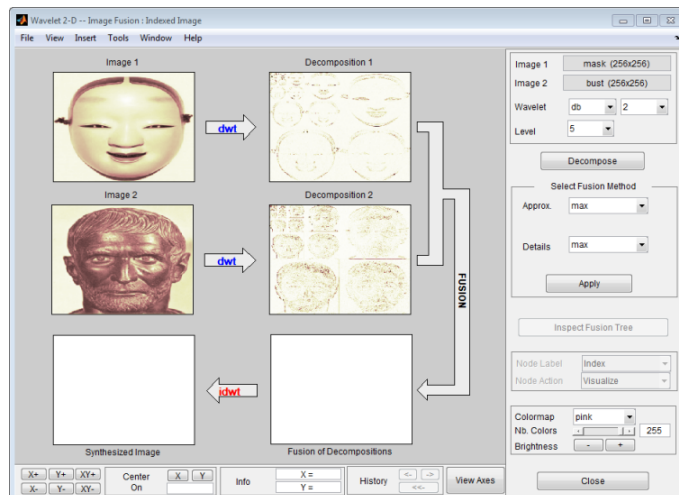 Wavelet 2-D -- Image Fusion : Indexed Image
File View Insert Tools Window Help
Image 1
Decomposition 1
dwt
Image 2
Decomposition 2
dwt
FUSION
idwt
Synthesized Image
Fusion of Decompositions
Image 1 mask (256x256)
Image 2 bust (256x256)
Wavelet db 2
Level 5
Decompose
Select Fusion Method
Approx. max
Details max
Apply
Inspect Fusion Tree
Node Label Index
Node Action Visualize
Colormap pink
Nb. Colors 255
Brightness - +
Close
X+ Y+ XY+
X- Y- XY-
Center
On
X Y
Info
X =
Y =
History
<- ->
<<-
View Axes